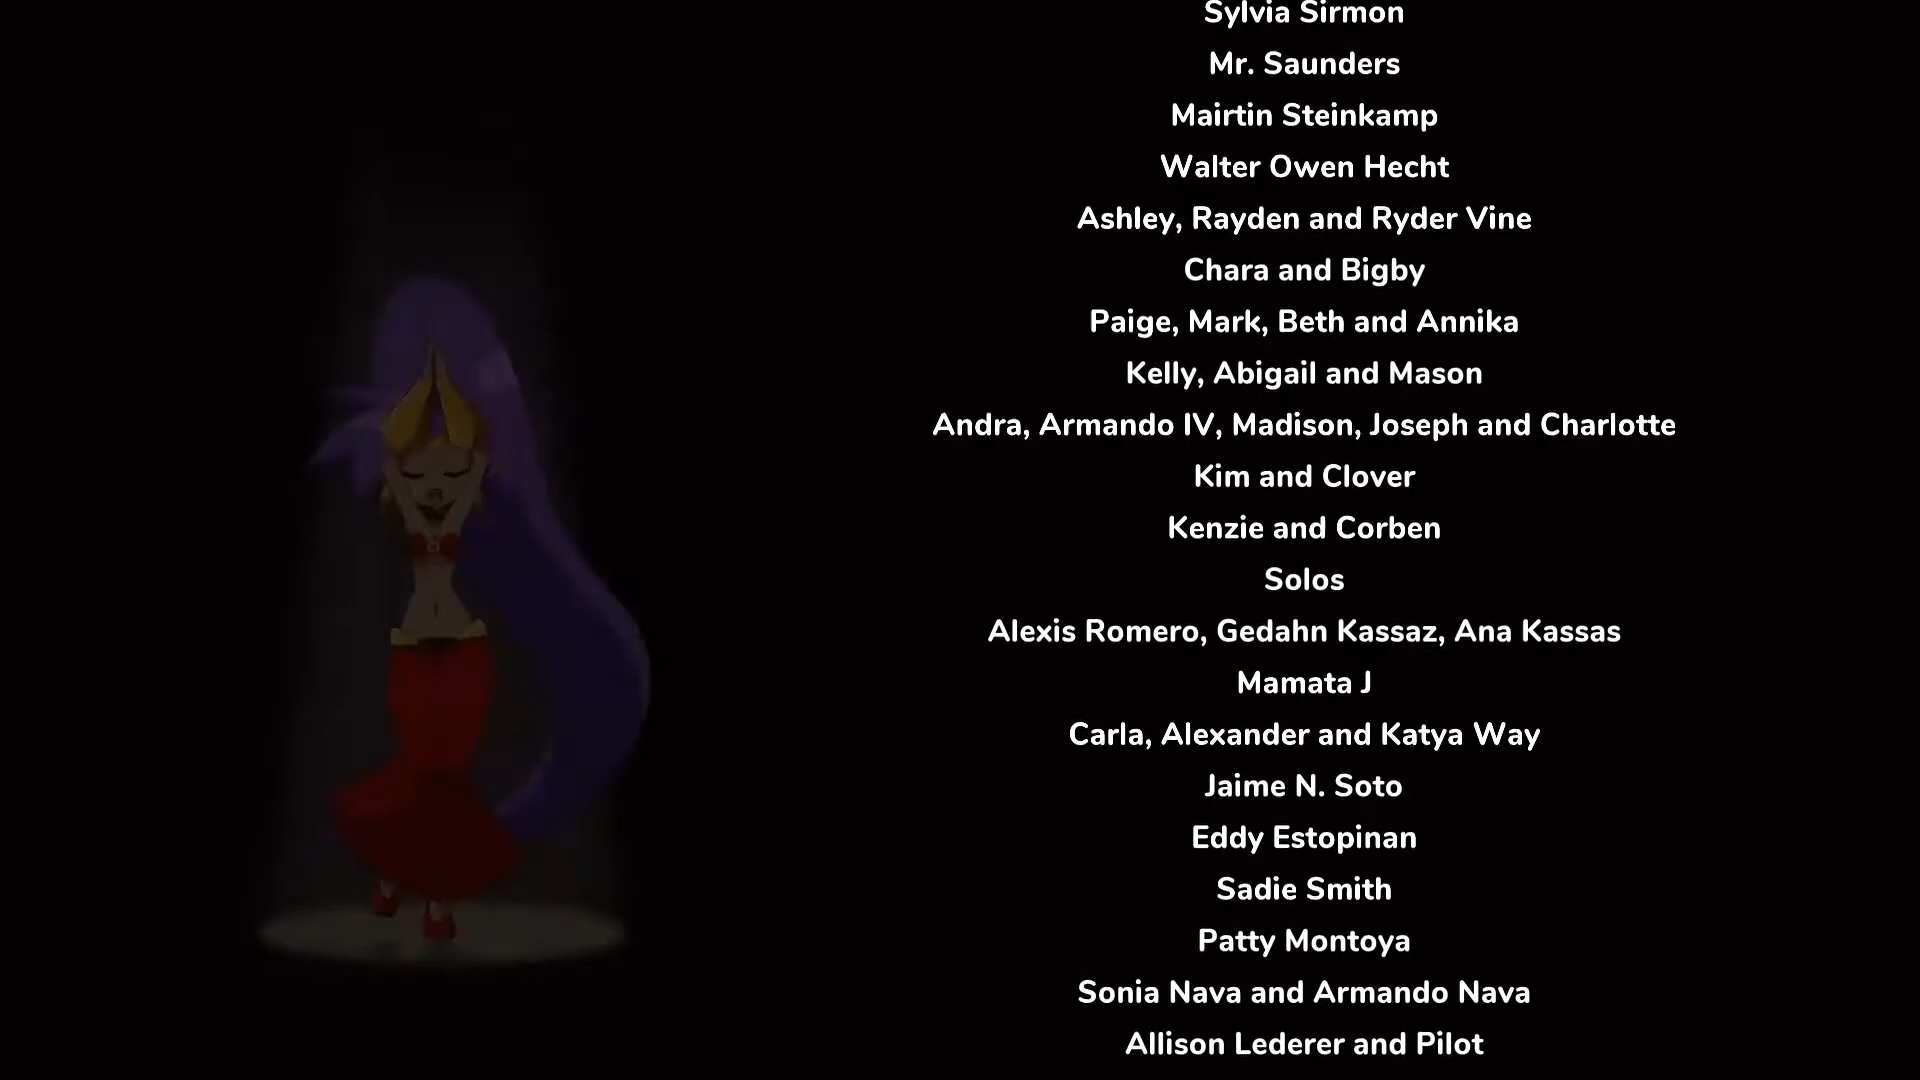 Sylvia Sirmon
Mr. Saunders
Mairtin Steinkamp
Walter Owen Hecht
Ashley, Rayden and Ryder Vine
Chara and Bigby
Paige, Mark, Beth and Annika
Kelly, Abigail and Mason
Andra, Armando IV, Madison, Joseph and Charlotte
Kim and Clover
Kenzie and Corben
Solos
Alexis Romero, Gedahn Kassaz, Ana Kassas
Mamata J
Carla, Alexander and Katya Way
Jaime N. Soto
Eddy Estopinan
Sadie Smith
Patty Montoya
Sonia Nava and Armando Nava
Allison Lederer and Pilot